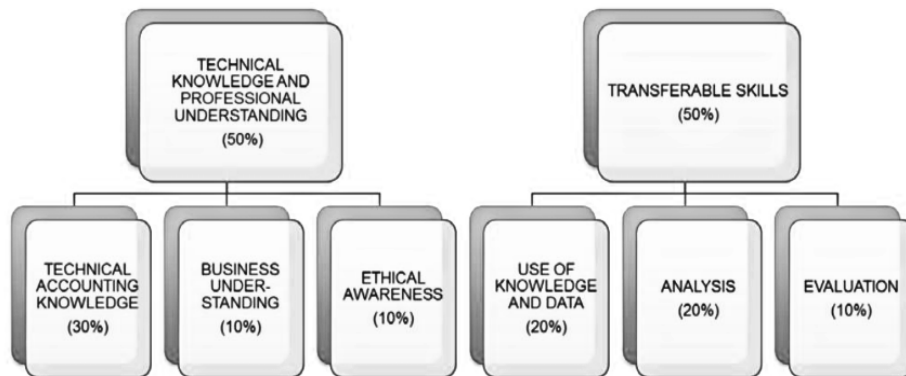 TECHNICAL
KNOWLEDGE AND
PROFESSIONAL
UNDERSTANDING
(50%)
TRANSFERABLE SKILLS
(50%)
TECHNICAL
ACCOUNTING
KNOWLEDGE
(30%)
BUSINESS
UNDER-
STANDING
(10%)
ETHICAL
AWARENESS
(10%)
USE OF
KNOWLEDGE
AND DATA
(20%)
ANALYSIS
(20%)
EVALUATION
(10%)